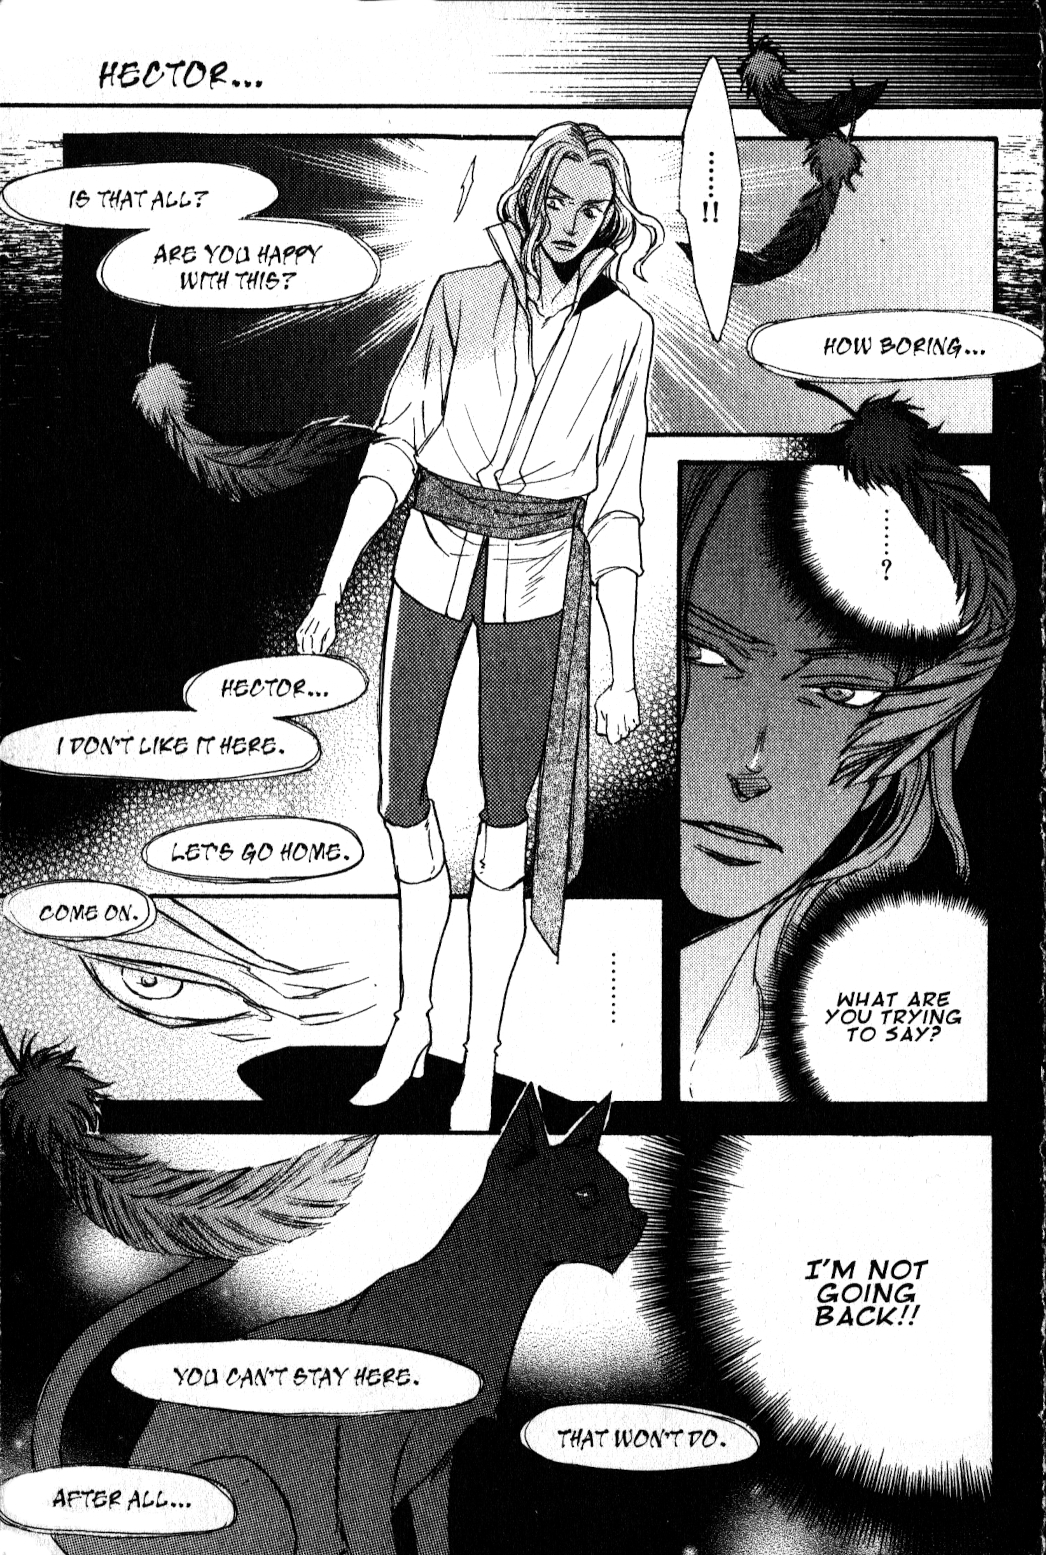 HECTOR...
IS THAT ALL?
ARE YOU HAPPY
WITH THIS?
......!!
HOW BORING...
......?
HECTOR...
I DON'T LIKE IT HERE.
LET'S GO HOME.
COME ON.
........
WHAT ARE
YOU TRYING
TO SAY?
I'M NOT
GOING
BACK!!
YOU CAN'T STAY HERE.
THAT WON'T DO.
AFTER ALL...